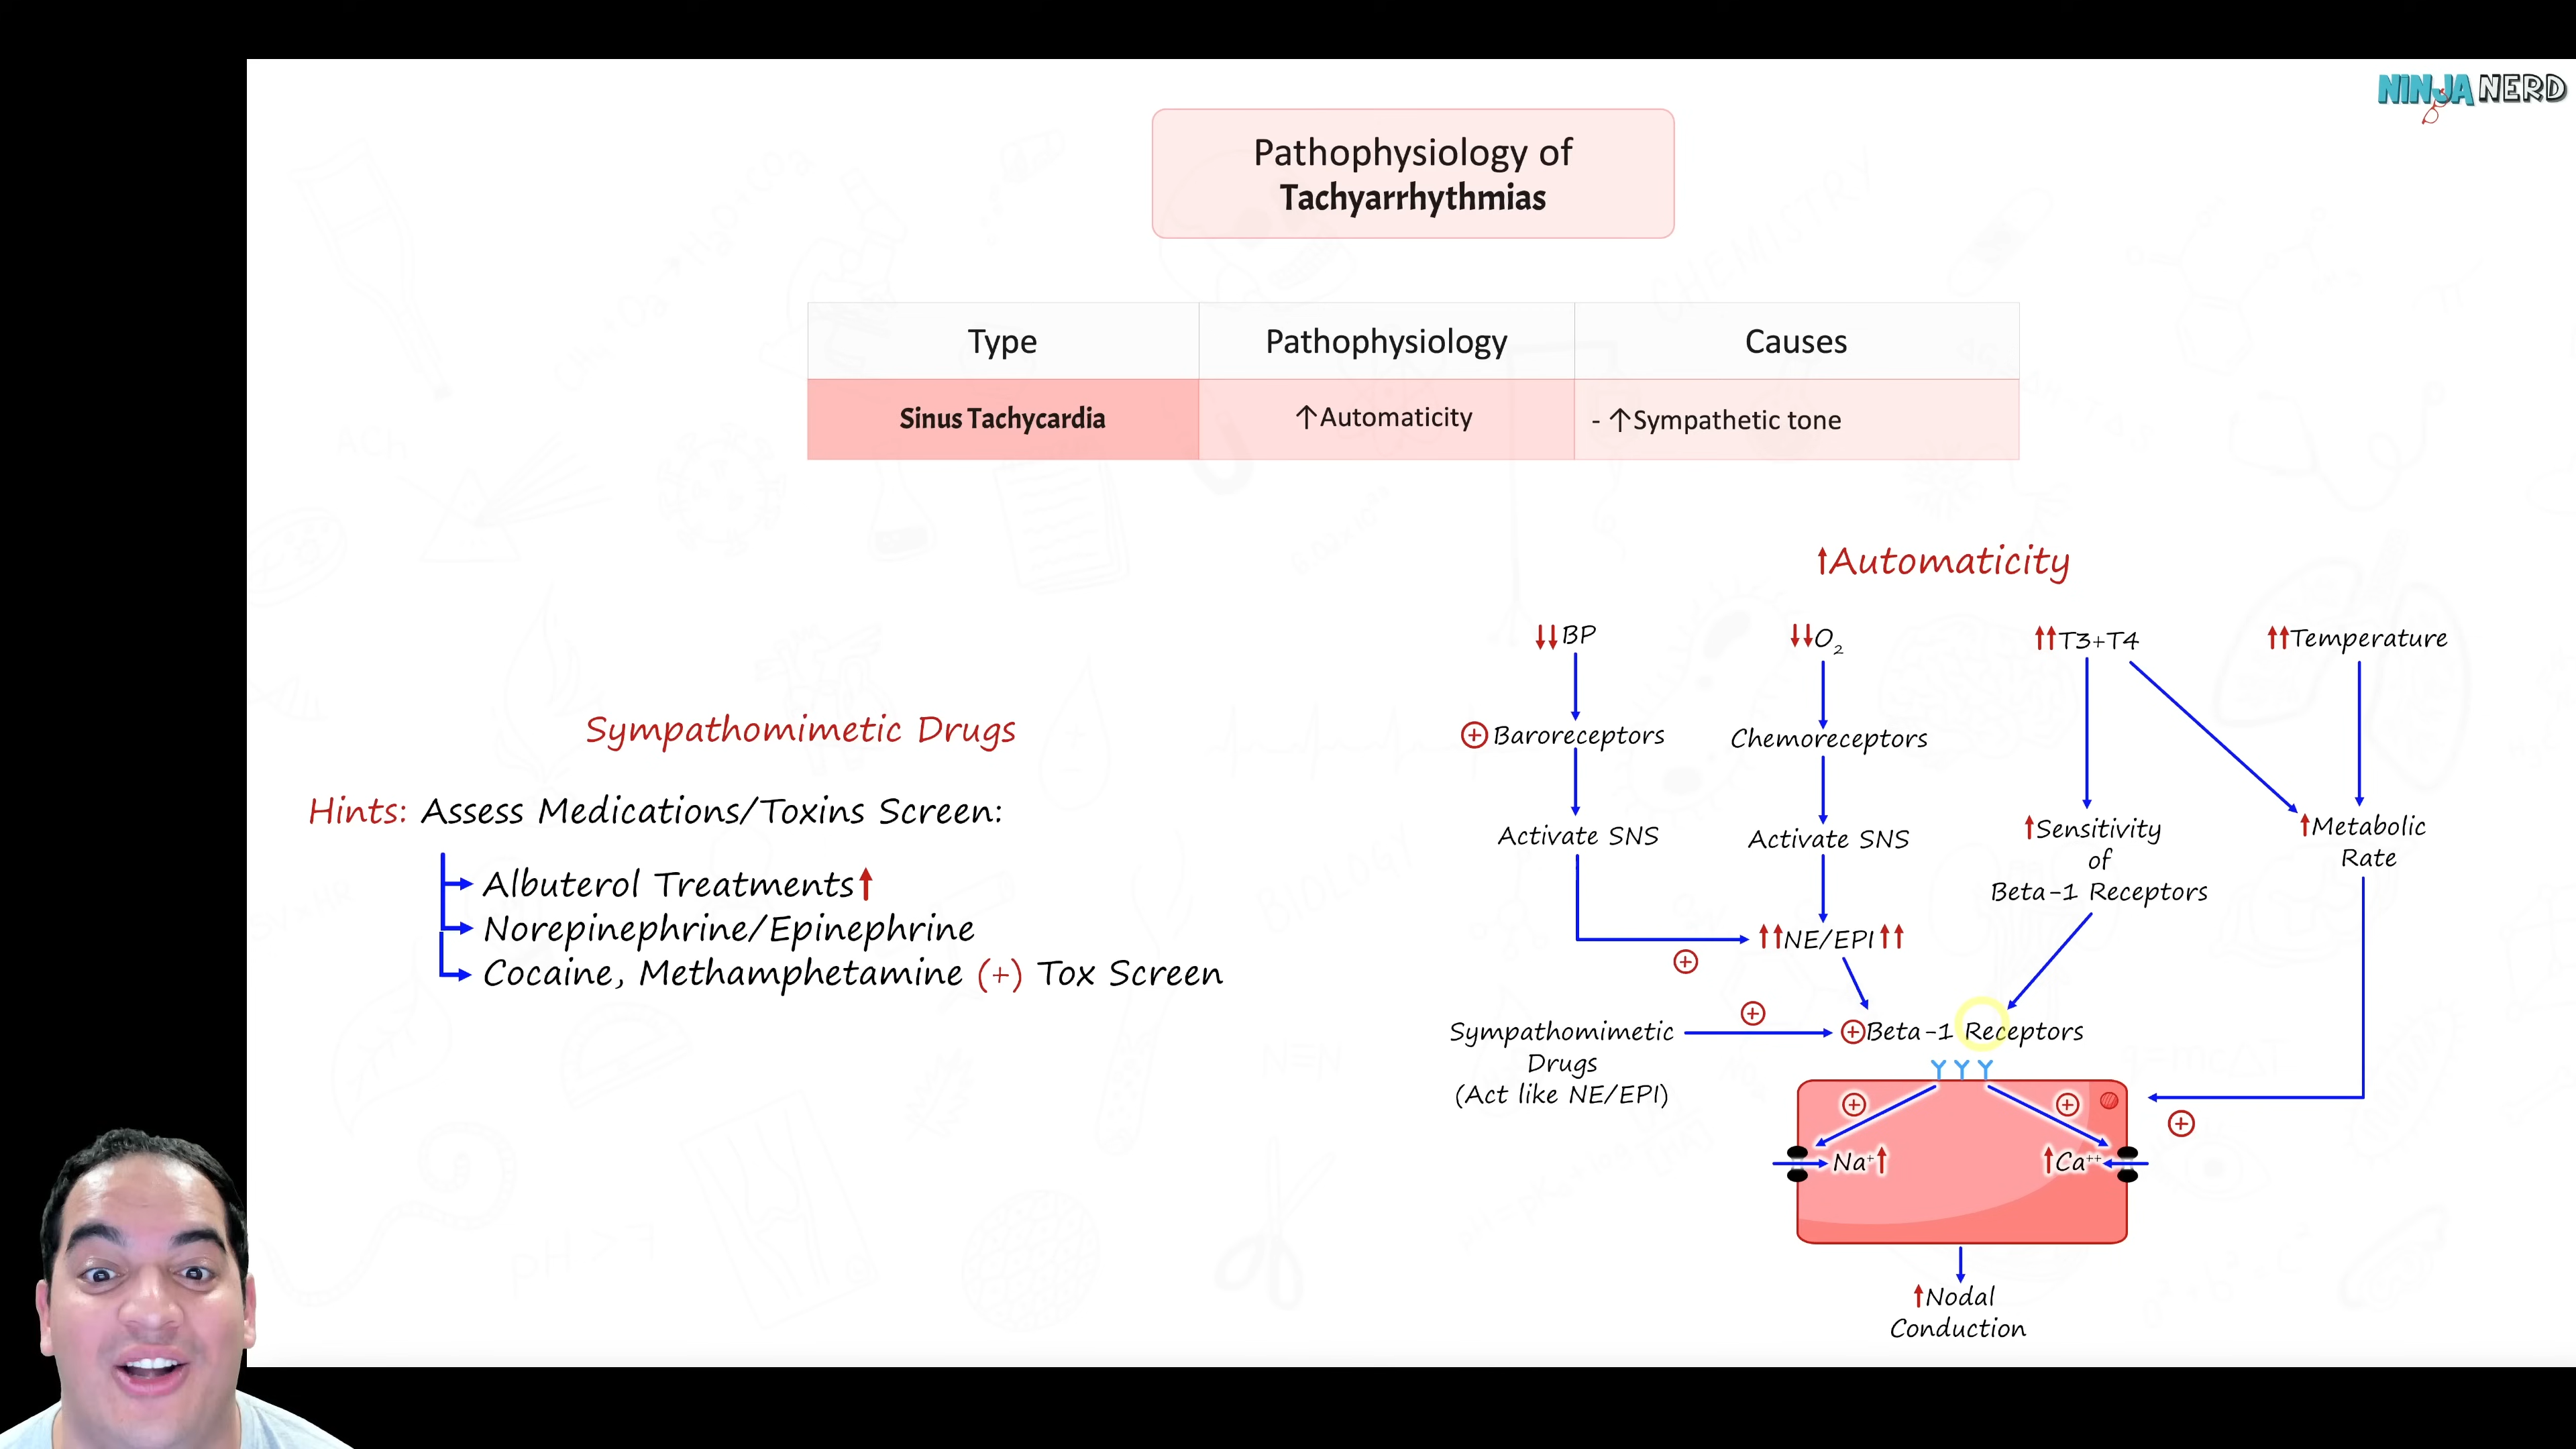 NINJA NERD
Pathophysiology of
Tachyarrhythmias
Type
Pathophysiology
Causes
Sinus Tachycardia
↑Automaticity
- ↑Sympathetic tone
↑Automaticity
↓↓BP
↓↓O₂
↑↑T3+T4
↑↑Temperature
+ Baroreceptors
Chemoreceptors
Activate SNS
Activate SNS
↑Sensitivity
of
Beta-1 Receptors
↑Metabolic
Rate
+
↑↑NE/EPI↑↑
Sympathomimetic
Drugs
(Act like NE/EPI)
+
+Beta-1 Receptors
+
+
+
Na⁺↑
↑Ca⁺⁺
↑Nodal
Conduction
Sympathomimetic Drugs
Hints: Assess Medications/Toxins Screen:
Albuterol Treatments↑
Norepinephrine/Epinephrine
Cocaine, Methamphetamine (+) Tox Screen
ACh
CHEMISTRY
BIOLOGY